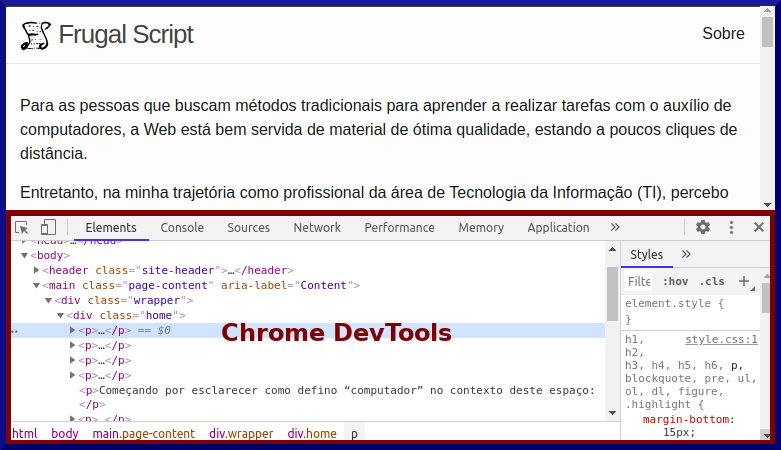 Frugal Script
Sobre
Para as pessoas que buscam métodos tradicionais para aprender a realizar tarefas com o auxílio de
computadores, a Web está bem servida de material de ótima qualidade, estando a poucos cliques de
distância.
Entretanto, na minha trajetória como profissional da área de Tecnologia da Informação (TI), percebo
Elements Console Sources Network Performance Memory Application »
<head>…</head>
<body>
<header class="site-header">…</header>
<main class="page-content" aria-label="Content">
<div class="wrapper">
<div class="home">
<p>…</p> == $0
Chrome DevTools
<p>…</p>
<p>…</p>
<p>…</p>
<p>Começando por esclarecer como defino “computador” no contexto deste espaço:
</p>
<p>…</p>
html body main.page-content div.wrapper div.home p
Styles »
Filte :hov .cls +
element.style {
}
h1, style.css:1
h2,
h3, h4, h5, h6, p,
blockquote, pre, ul,
ol, dl, figure,
.highlight {
margin-bottom:
15px;